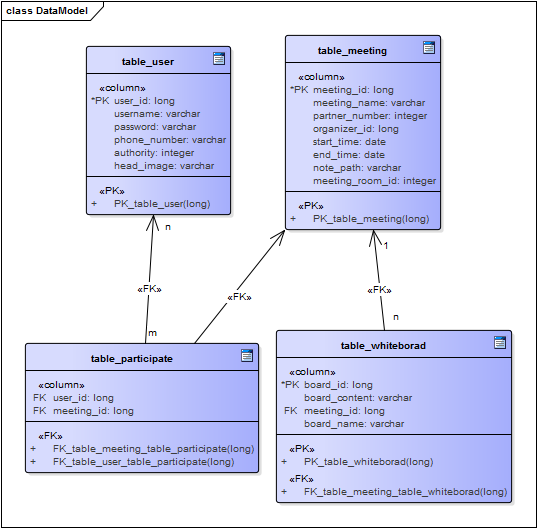 class DataModel
table_user
«column»
*PK user_id: long
username: varchar
password: varchar
phone_number: varchar
authority: integer
head_image: varchar
«PK»
+ PK_table_user(long)
table_meeting
«column»
*PK meeting_id: long
meeting_name: varchar
partner_number: integer
organizer_id: long
start_time: date
end_time: date
note_path: varchar
meeting_room_id: integer
«PK»
+ PK_table_meeting(long)
n
1
«FK»
«FK»
«FK»
m
n
table_participate
«column»
FK user_id: long
FK meeting_id: long
«FK»
+ FK_table_meeting_table_participate(long)
+ FK_table_user_table_participate(long)
table_whiteborad
«column»
*PK board_id: long
board_content: varchar
FK meeting_id: long
board_name: varchar
«PK»
+ PK_table_whiteborad(long)
«FK»
+ FK_table_meeting_table_whiteborad(long)